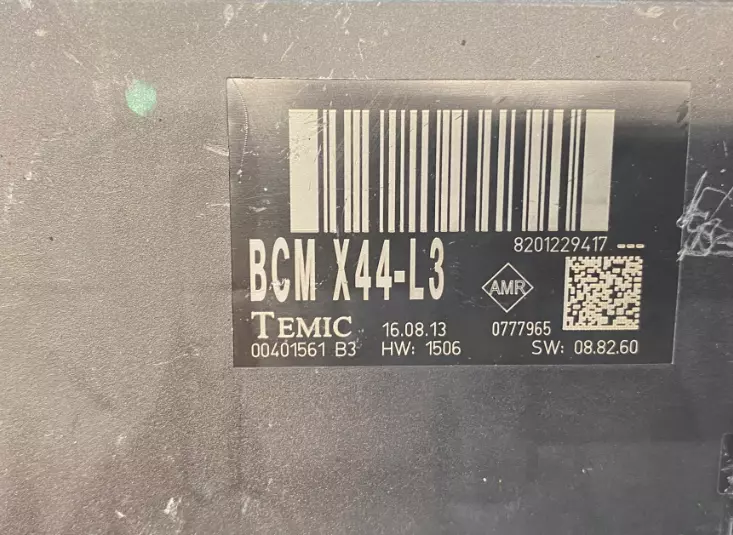 8201229417 ---
BCM X44-L3
AMR
TEMIC 16.08.13 0777965
00401561 B3 HW: 1506 SW: 08.82.60